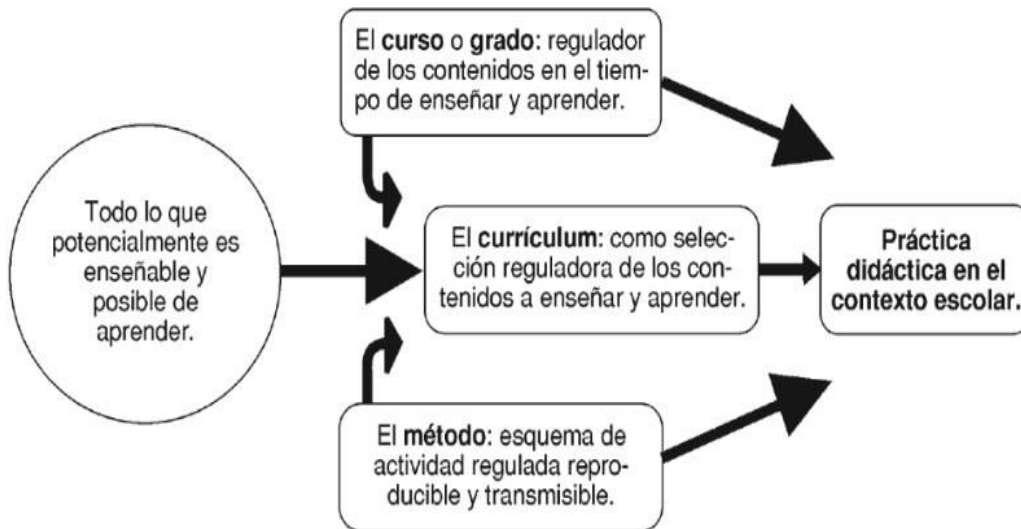 El curso o grado: regulador
de los contenidos en el tiem-
po de enseñar y aprender.
Todo lo que
potencialmente es
enseñable y
posible de
aprender.
El currículum: como selec-
ción reguladora de los con-
tenidos a enseñar y aprender.
Práctica
didáctica en el
contexto escolar.
El método: esquema de
actividad regulada repro-
ducible y transmisible.